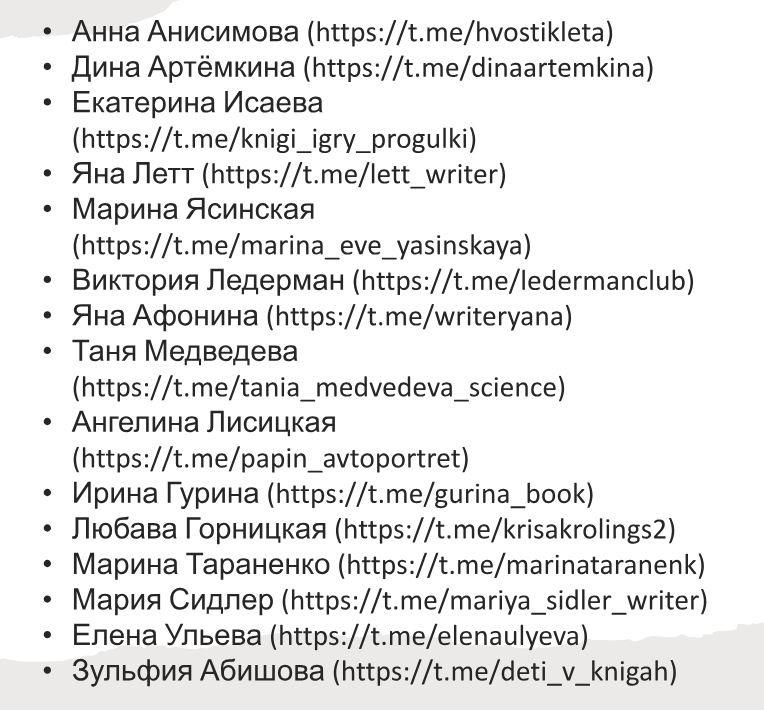 • Анна Анисимова (https://t.me/hvostikleta)
• Дина Артёмкина (https://t.me/dinaartemkina)
• Екатерина Исаева
(https://t.me/knigi_igry_progulki)
• Яна Летт (https://t.me/lett_writer)
• Марина Ясинская
(https://t.me/marina_eve_yasinskaya)
• Виктория Ледерман (https://t.me/ledermanclub)
• Яна Афонина (https://t.me/writeryana)
• Таня Медведева
(https://t.me/tania_medvedeva_science)
• Ангелина Лисицкая
(https://t.me/papin_avtoportret)
• Ирина Гурина (https://t.me/gurina_book)
• Любава Горницкая (https://t.me/krisakrolings2)
• Марина Тараненко (https://t.me/marinataranenk)
• Мария Сидлер (https://t.me/mariya_sidler_writer)
• Елена Ульева (https://t.me/elenaulyeva)
• Зульфия Абишова (https://t.me/deti_v_knigah)